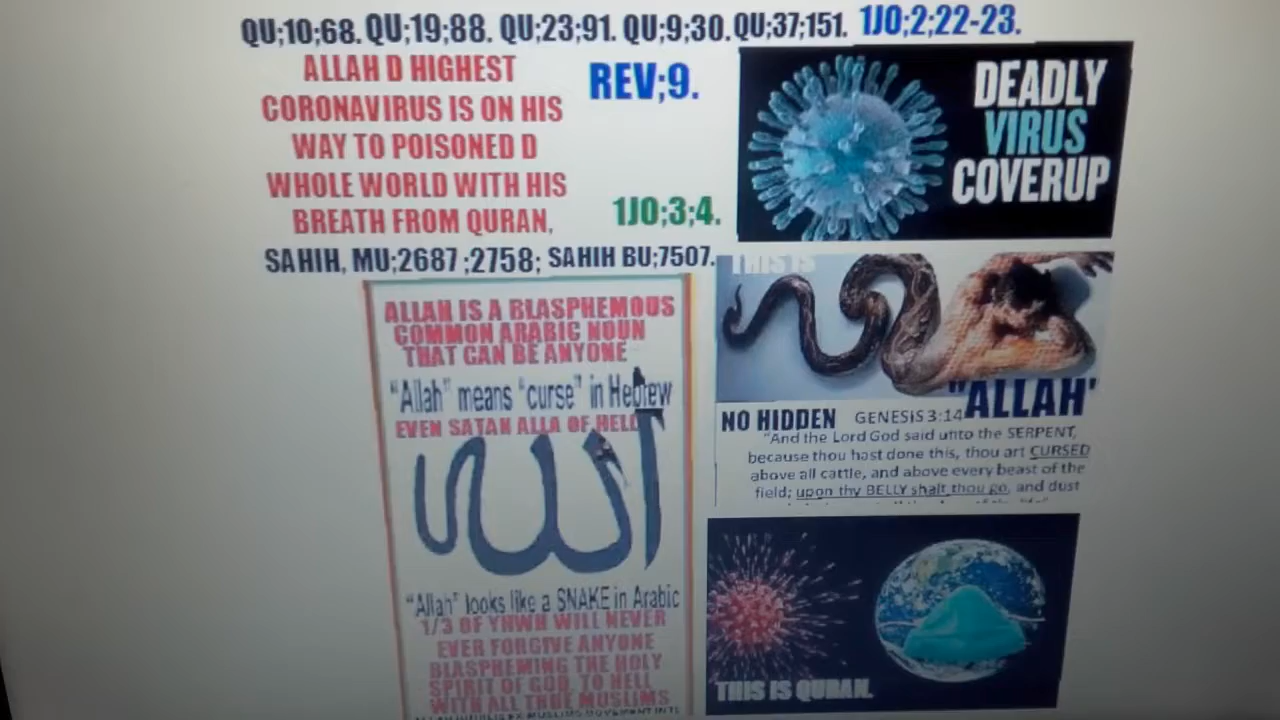 QU;10;68. QU;19;88. QU;23;91. QU;9;30. QU;37;151. 1JO;2;22-23.
ALLAH D HIGHEST
CORONAVIRUS IS ON HIS
WAY TO POISONED D
WHOLE WORLD WITH HIS
BREATH FROM QURAN,
REV;9.
1JO;3;4.
DEADLY
VIRUS
COVERUP
SAHIH, MU;2687 ;2758; SAHIH BU;7507.
ALLAH IS A BLASPHEMOUS
COMMON ARABIC NOUN
THAT CAN BE ANYONE
"Allah" means "curse" in Hebrew
EVEN SATAN ALLA OF HELL
الله
"Allah" looks like a SNAKE in Arabic
1/3 OF YHWH WILL NEVER
EVER FORGIVE ANYONE
BLASPHEMING THE HOLY
SPIRIT OF GOD, TO HELL
WITH ALL TRUE MUSLIMS
THIS IS
"ALLAH"
NO HIDDEN GENESIS 3:14
"And the Lord God said unto the SERPENT,
because thou hast done this, thou art CURSED
above all cattle, and above every beast of the
field; upon thy BELLY shalt thou go, and dust
THIS IS QURAN.